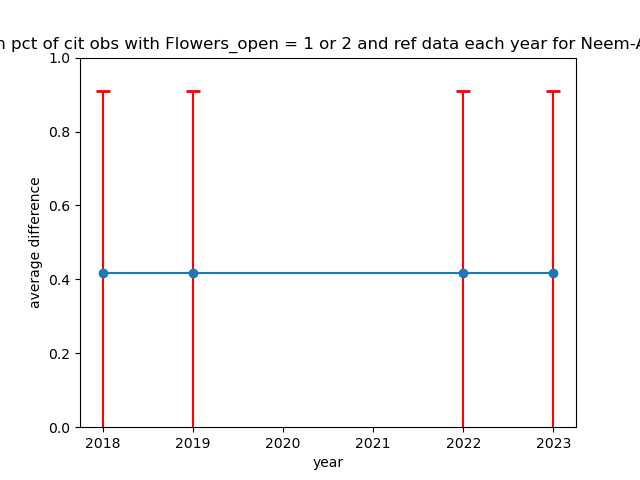 pct of cit obs with Flowers_open = 1 or 2 and ref data each year for Neem-
1.0
0.8
0.6
0.4
0.2
0.0
average difference
2018 2019 2020 2021 2022 2023
year